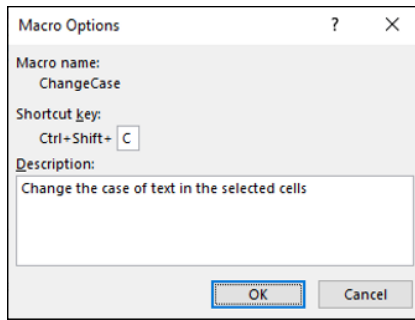 Macro Options ? ×
Macro name:
ChangeCase
Shortcut key:
Ctrl+Shift+ C
Description:
Change the case of text in the selected cells
OK Cancel